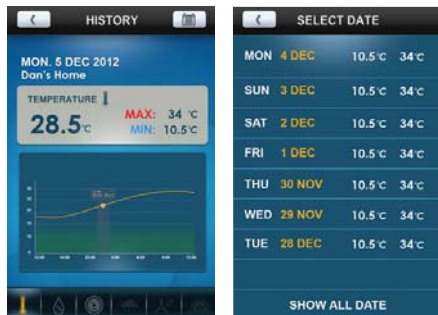 HISTORY
MON. 5 DEC 2012
Dan's Home
TEMPERATURE
28.5°C
MAX: 34 °C
MIN: 10.5°C
SELECT DATE
MON 4 DEC 10.5°C 34°C
SUN 3 DEC 10.5°C 34°C
SAT 2 DEC 10.5°C 34°C
FRI 1 DEC 10.5°C 34°C
THU 30 NOV 10.5°C 34°C
WED 29 NOV 10.5°C 34°C
TUE 28 DEC 10.5°C 34°C
SHOW ALL DATE